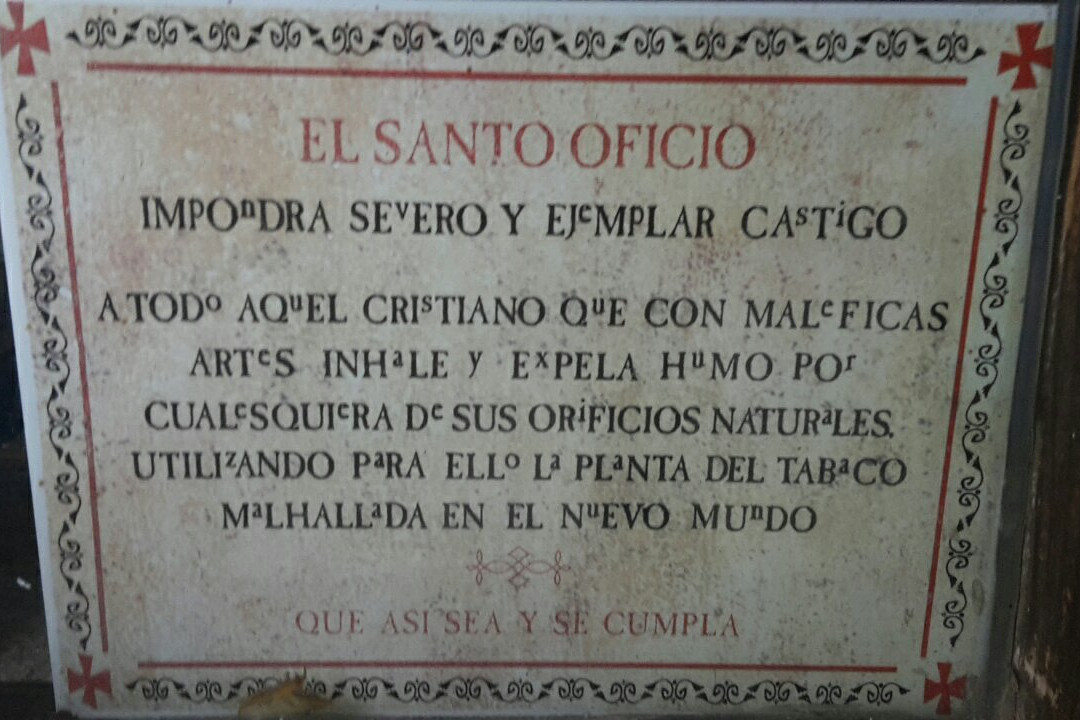 EL SANTO OFICIO
IMPOnDRA SEvERO Y EJeMPLAR CAsTiGO
A TODo AQuEL CRIsTIANO QuE CON MALeFICAS
ARTeS INHaLE y ExPELA HuMO POr
CUALeSQUIeRA De SUS ORiFICIOS NATURaLES,
UTILIzANDO PaRA ELLo La PLaNTA DEL TABaCO
MaLHALLaDA EN EL NuEVO MUnDO
QUE ASI SEA Y SE CUMPLA